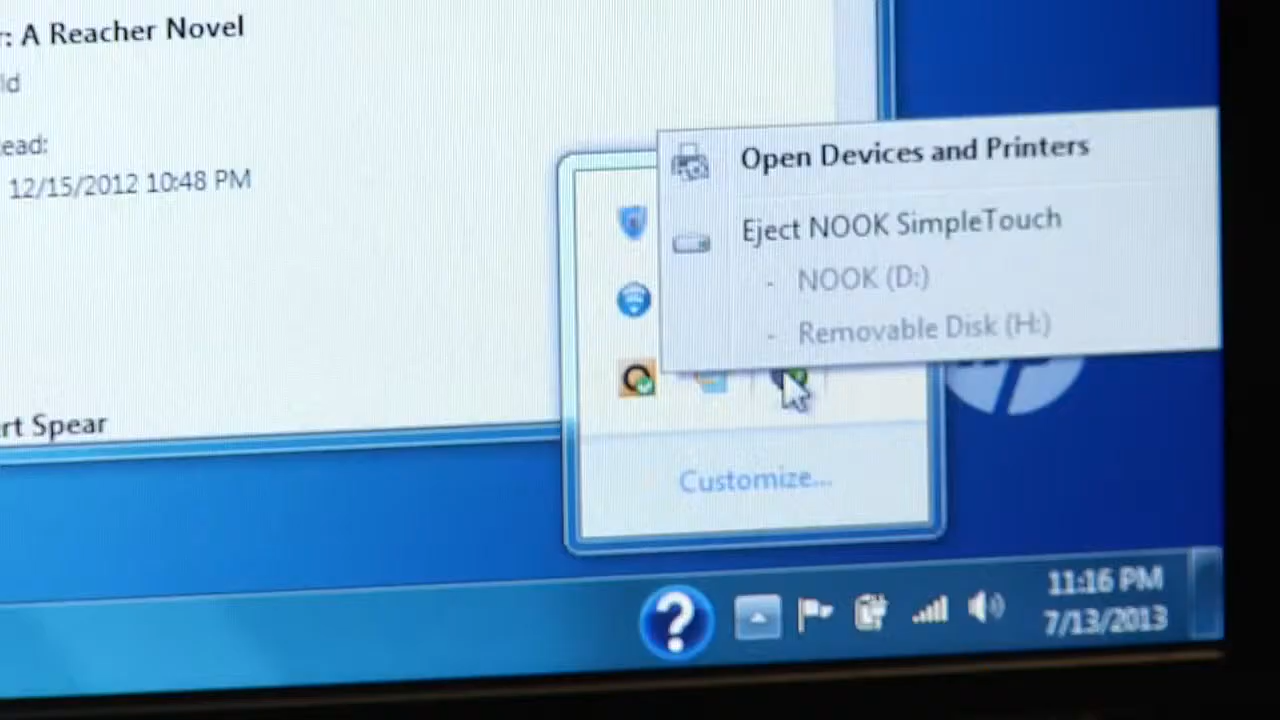 r: A Reacher Novel
ld
ead:
12/15/2012 10:48 PM
rt Spear
Open Devices and Printers
Eject NOOK SimpleTouch
- NOOK (D:)
- Removable Disk (H:)
Customize...
?
11:16 PM
7/13/2013